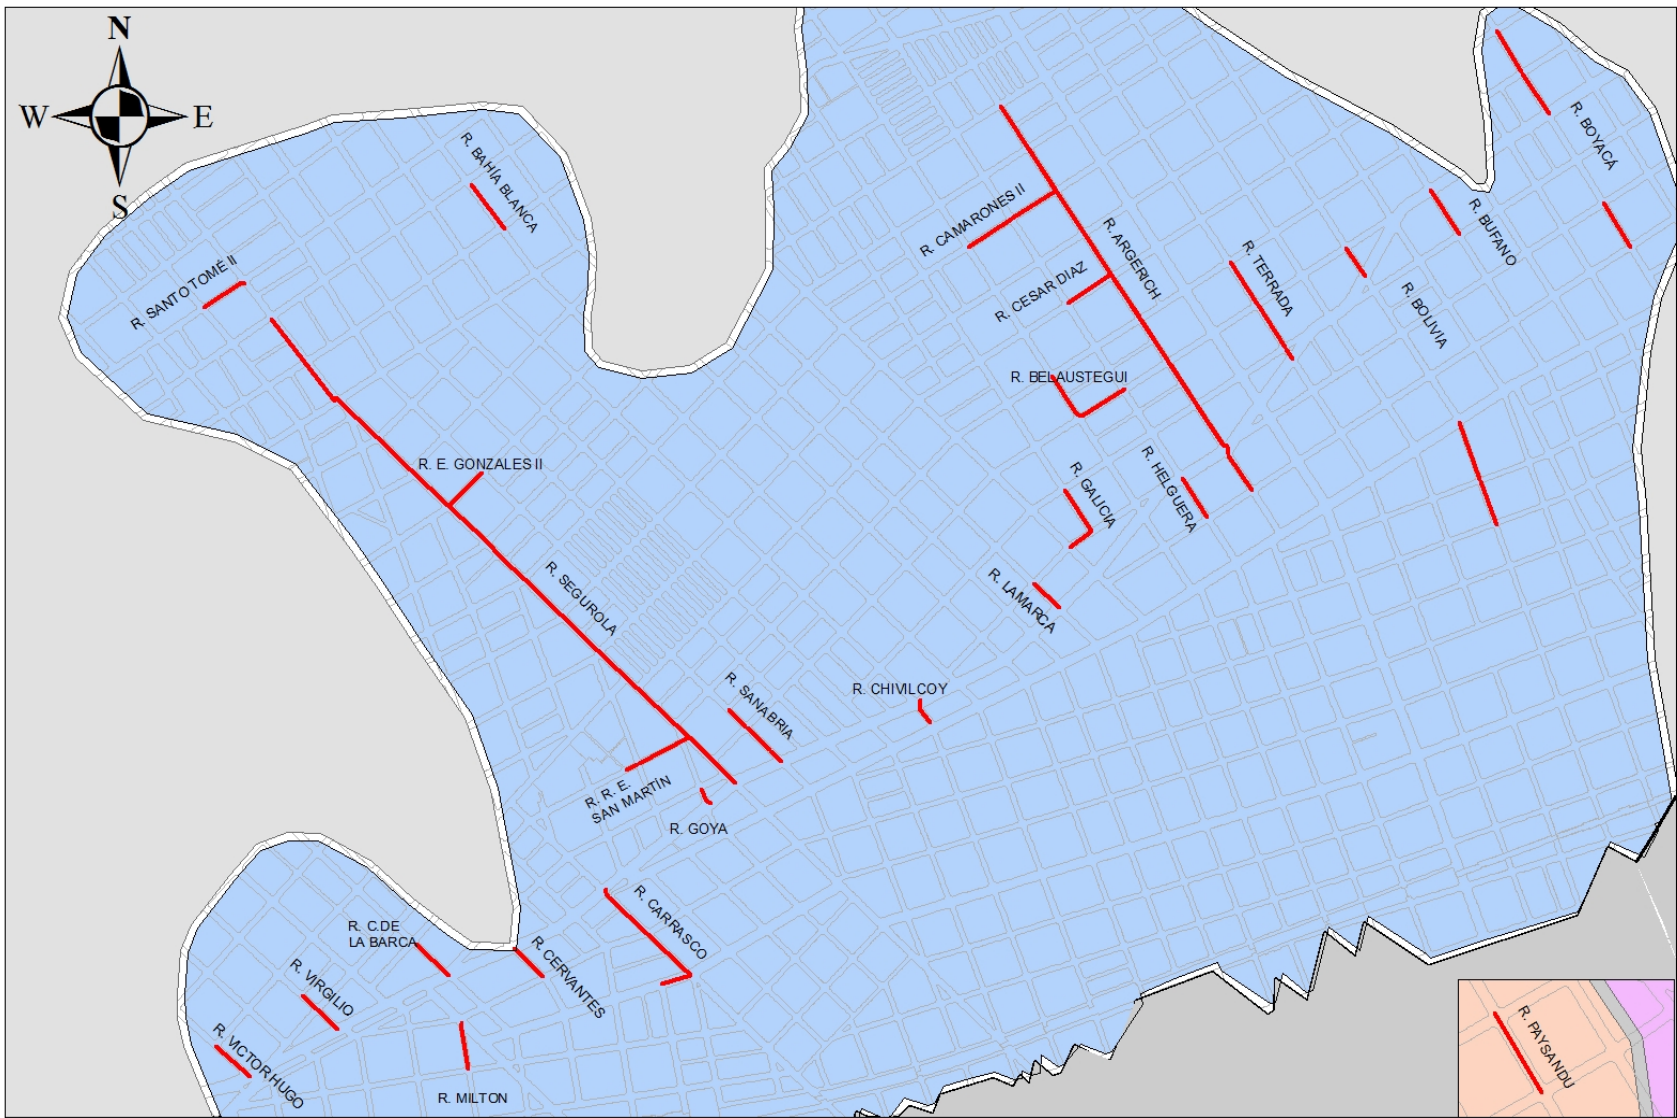 N
W E
S
R. BAHÍA BLANCA
R. BOYACÁ
R. CAMARONES II
R. BUFANO
R. ARGERICH
R. TERRADA
R. SANTO TOMÉ II
R. CESAR DIAZ
R. BOLIVIA
R. BELAUSTEGUI
R. E. GONZALES II
R. HELGUERA
R. GALICIA
R. SEGUROLA
R. LAMARCA
R. SANABRIA
R. CHIVILCOY
R. R. E.
SAN MARTÍN
R. GOYA
R. CARRASCO
R. C.DE
LA BARCA
R. CERVANTES
R. VIRGILIO
R. VICTOR HUGO
R. MILTON
R. PAYSANDU